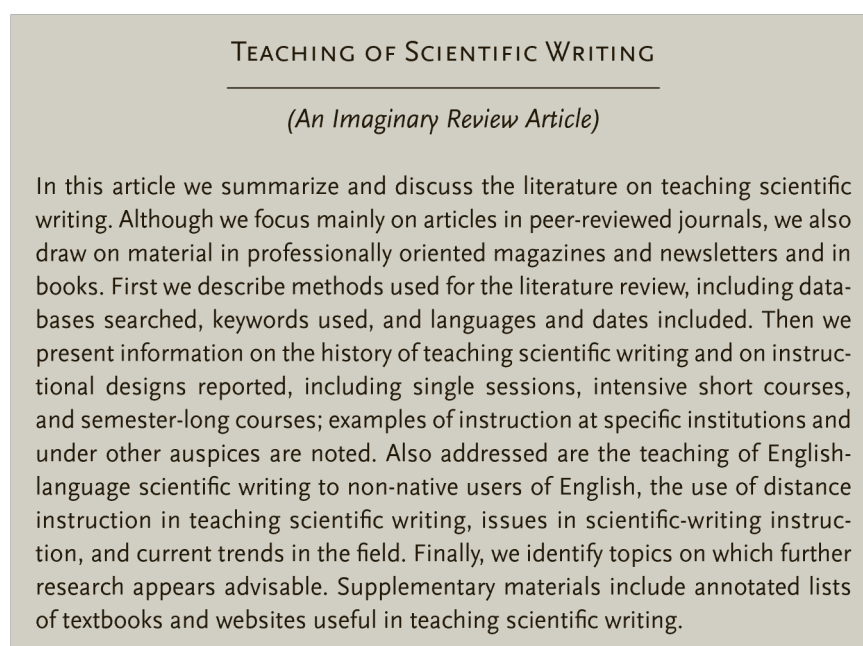 Teaching of Scientific Writing
(An Imaginary Review Article)
In this article we summarize and discuss the literature on teaching scientific
writing. Although we focus mainly on articles in peer-reviewed journals, we also
draw on material in professionally oriented magazines and newsletters and in
books. First we describe methods used for the literature review, including data-
bases searched, keywords used, and languages and dates included. Then we
present information on the history of teaching scientific writing and on instruc-
tional designs reported, including single sessions, intensive short courses,
and semester-long courses; examples of instruction at specific institutions and
under other auspices are noted. Also addressed are the teaching of English-
language scientific writing to non-native users of English, the use of distance
instruction in teaching scientific writing, issues in scientific-writing instruc-
tion, and current trends in the field. Finally, we identify topics on which further
research appears advisable. Supplementary materials include annotated lists
of textbooks and websites useful in teaching scientific writing.